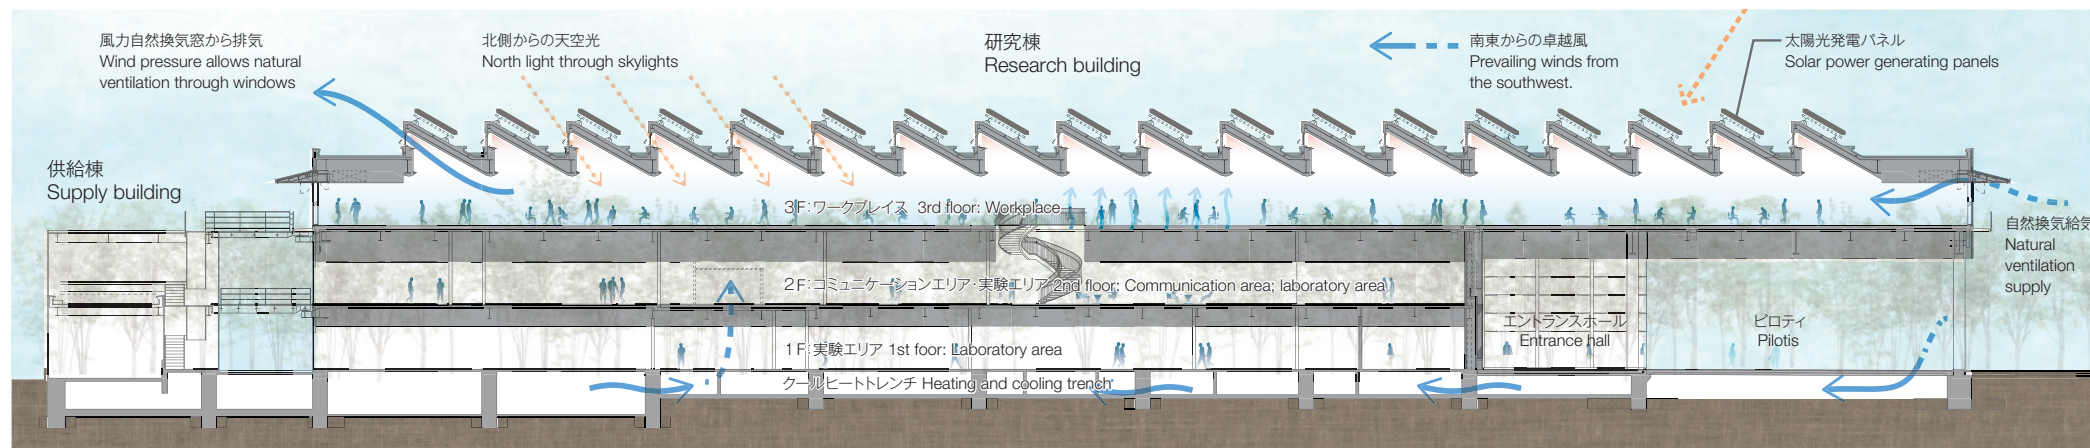 風力自然換気窓から排気
Wind pressure allows natural
ventilation through windows
北側からの天空光
North light through skylights
研究棟
Research building
南東からの卓越風
Prevailing winds from
the southwest.
太陽光発電パネル
Solar power generating panels
供給棟
Supply building
3F:ワークプレイス 3rd floor: Workplace
自然換気給気
Natural
ventilation
supply
2F:コミュニケーションエリア・実験エリア 2nd floor: Communication area; laboratory area
エントランスホール
Entrance hall
ピロティ
Pilotis
1F:実験エリア 1st foor: Laboratory area
クールヒートトレンチ Heating and cooling trench